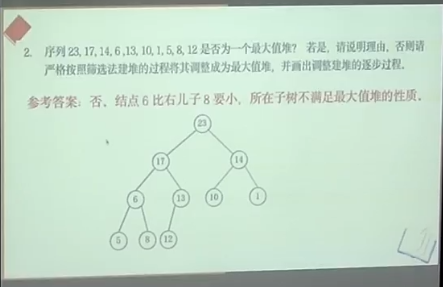 2. 序列 23, 17, 14, 6 ,13, 10, 1, 5, 8, 12 是否为一个最大值堆? 若是, 请说明理由, 否则请
严格按照筛选法建堆的过程将其调整成为最大值堆, 并画出调整建堆的逐步过程.
参考答案: 否、结点 6 比右儿子 8 要小, 所在子树不满足最大值堆的性质.
23
17 14
6 13 10 1
5 8 12